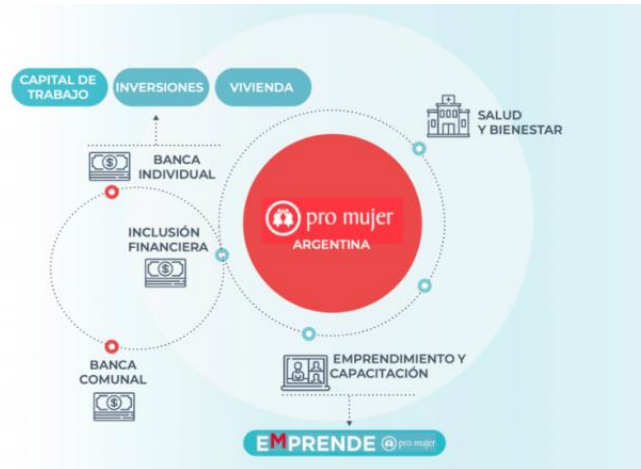 CAPITAL DE
TRABAJO
INVERSIONES
VIVIENDA
SALUD
Y BIENESTAR
BANCA
INDIVIDUAL
INCLUSIÓN
FINANCIERA
pro mujer
ARGENTINA
BANCA
COMUNAL
EMPRENDIMIENTO Y
CAPACITACIÓN
EMPRENDE pro mujer